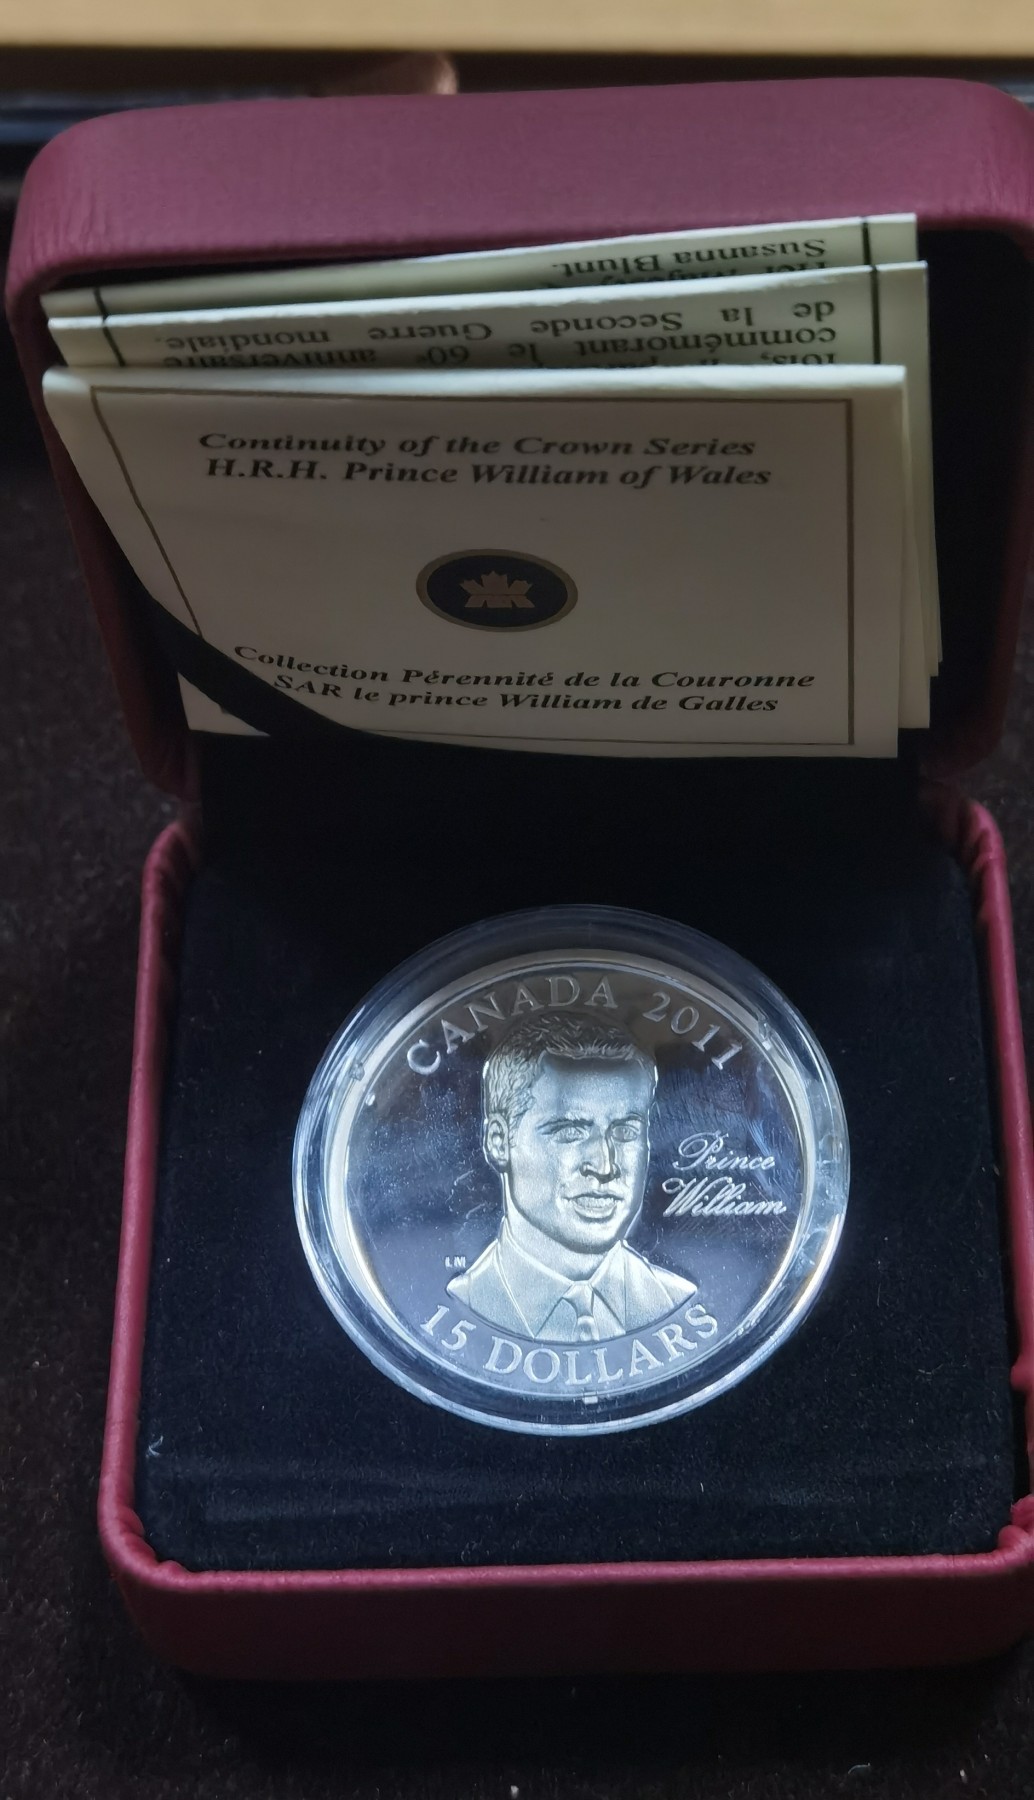 Susanna Blunt.
de la Seconde Guerre mondiale.
commémorant le 60e anniversaire
Continuity of the Crown Series
H.R.H. Prince William of Wales
Collection Pérennité de la Couronne
SAR le prince William de Galles
CANADA 2011
Prince
William
LM
15 DOLLARS